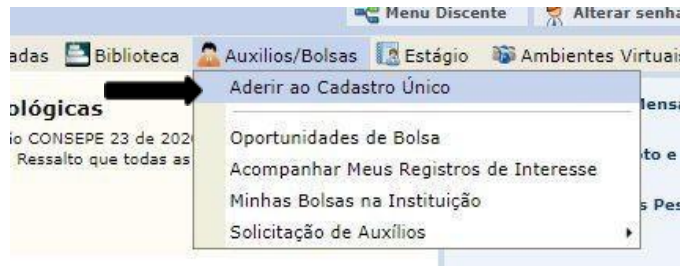 Menu Discente Alterar senha
adas Biblioteca Auxilios/Bolsas Estágio Ambientes Virtuais
Aderir ao Cadastro Único
ológicas
io CONSEPE 23 de 202
Ressalto que todas as
Oportunidades de Bolsa
Acompanhar Meus Registros de Interesse
Minhas Bolsas na Instituição
Solicitação de Auxílios
to e
s Pes